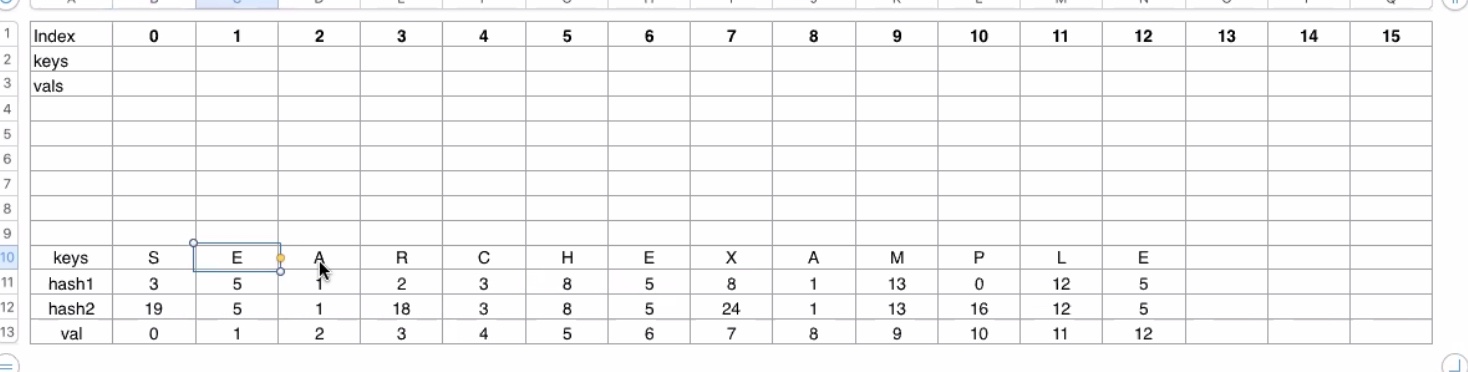 1 Index 0 1 2 3 4 5 6 7 8 9 10 11 12 13 14 15
2 keys
3 vals
4
5
6
7
8
9
10 keys S E A R C H E X A M P L E
11 hash1 3 5 1 2 3 8 5 8 1 13 0 12 5
12 hash2 19 5 1 18 3 8 5 24 1 13 16 12 5
13 val 0 1 2 3 4 5 6 7 8 9 10 11 12